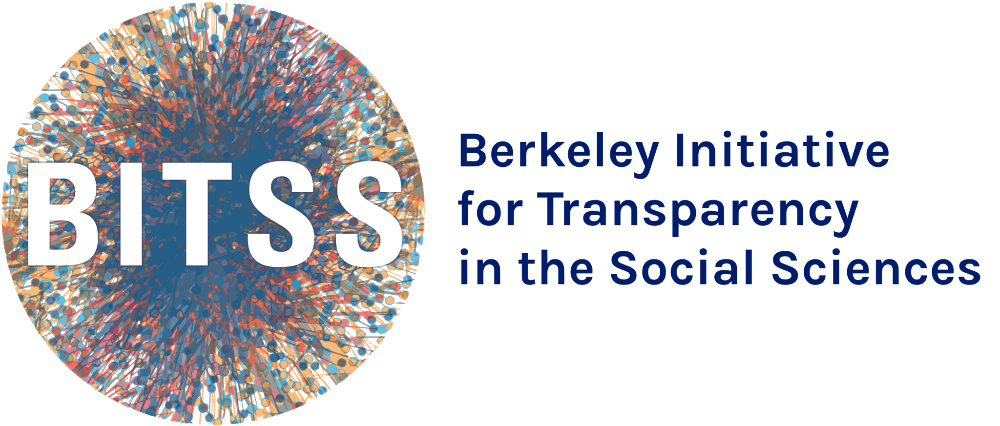 BITSS
Berkeley Initiative
for Transparency
in the Social Sciences